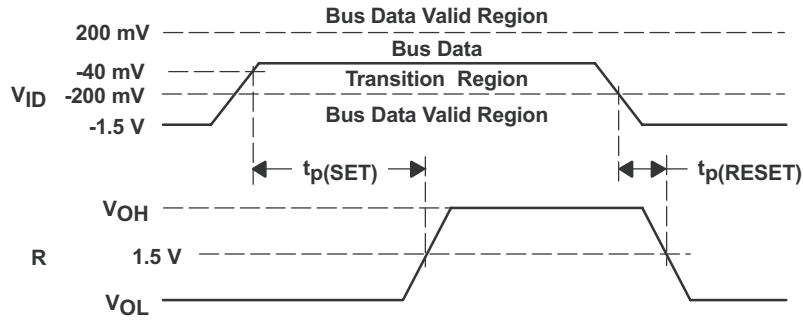 Bus Data Valid Region
200 mV
Bus Data
-40 mV
Transition Region
VID
-200 mV
Bus Data Valid Region
-1.5 V
tp(SET)
tp(RESET)
VOH
R
1.5 V
VOL